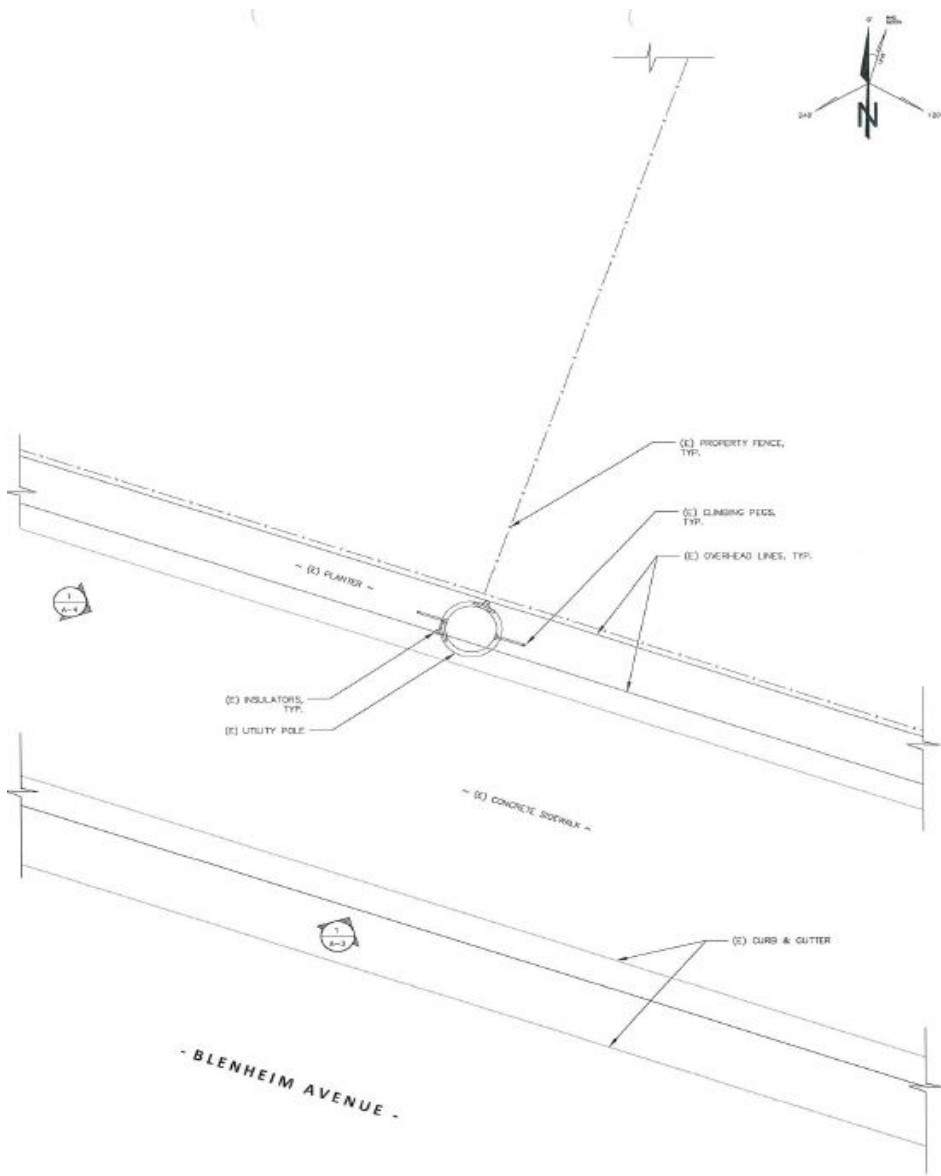 0°
N
240°
120°
(E) PROPERTY FENCE,
TYP.
(E) CLIMBING PEGS,
TYP.
(E) OVERHEAD LINES, TYP.
~ (E) PLANTER ~
1
A-4
(E) INSULATORS,
TYP.
(E) UTILITY POLE
~ (E) CONCRETE SIDEWALK ~
1
A-3
(E) CURB & GUTTER
- BLENHEIM AVENUE -